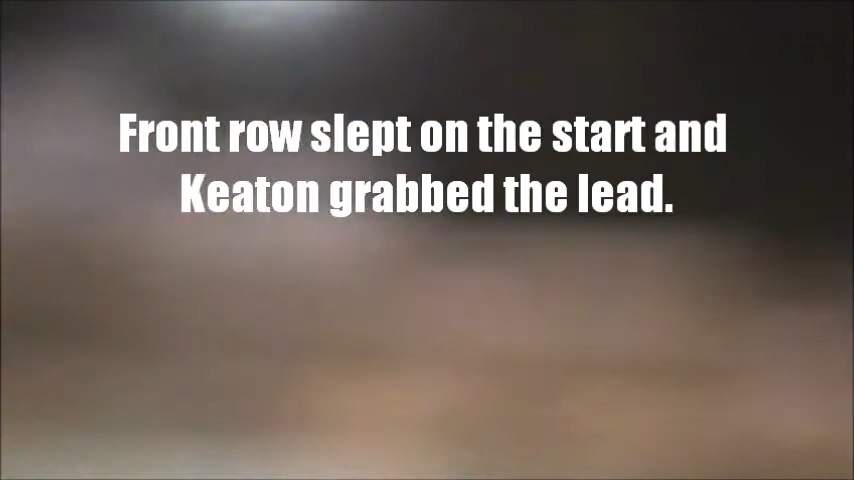 Front row slept on the start and
Keaton grabbed the lead.